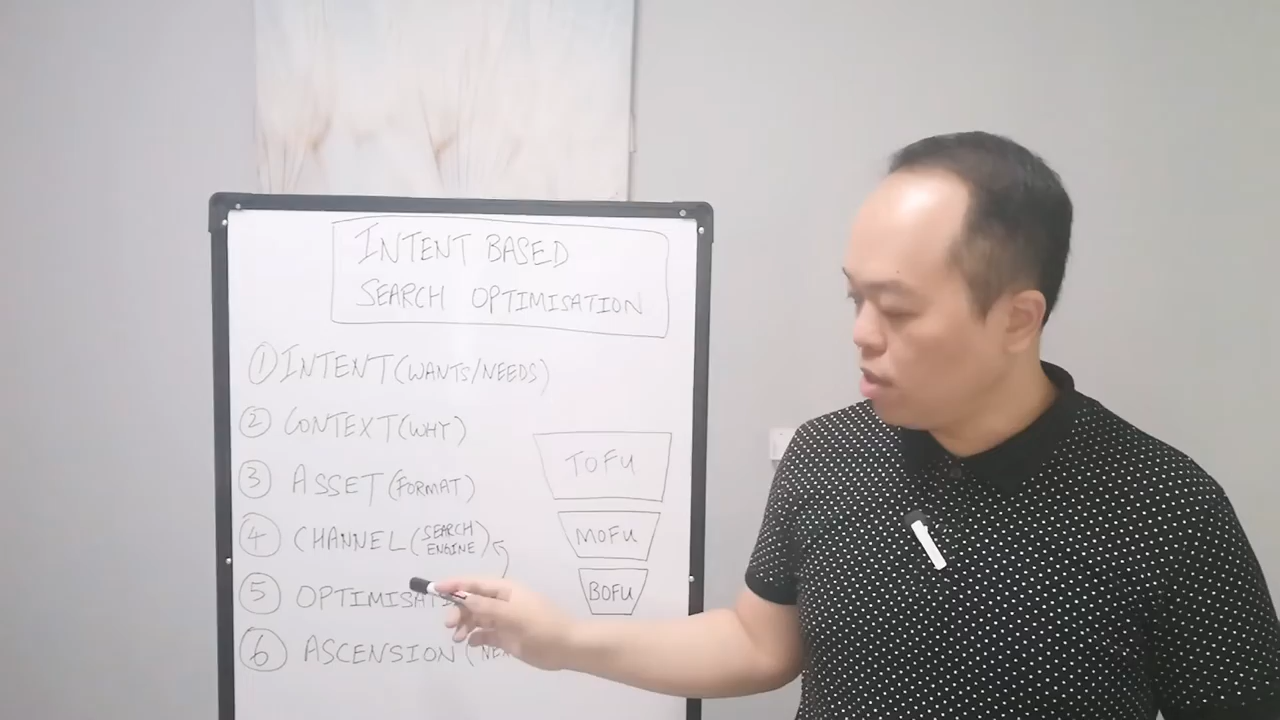 INTENT BASED
SEARCH OPTIMISATION
① INTENT (WANTS/NEEDS)
② CONTEXT (WHY)
③ ASSET (FORMAT)
④ CHANNEL (SEARCH
ENGINE)
⑤
⑥ ASCENSION
TOFU
MOFU
BOFU